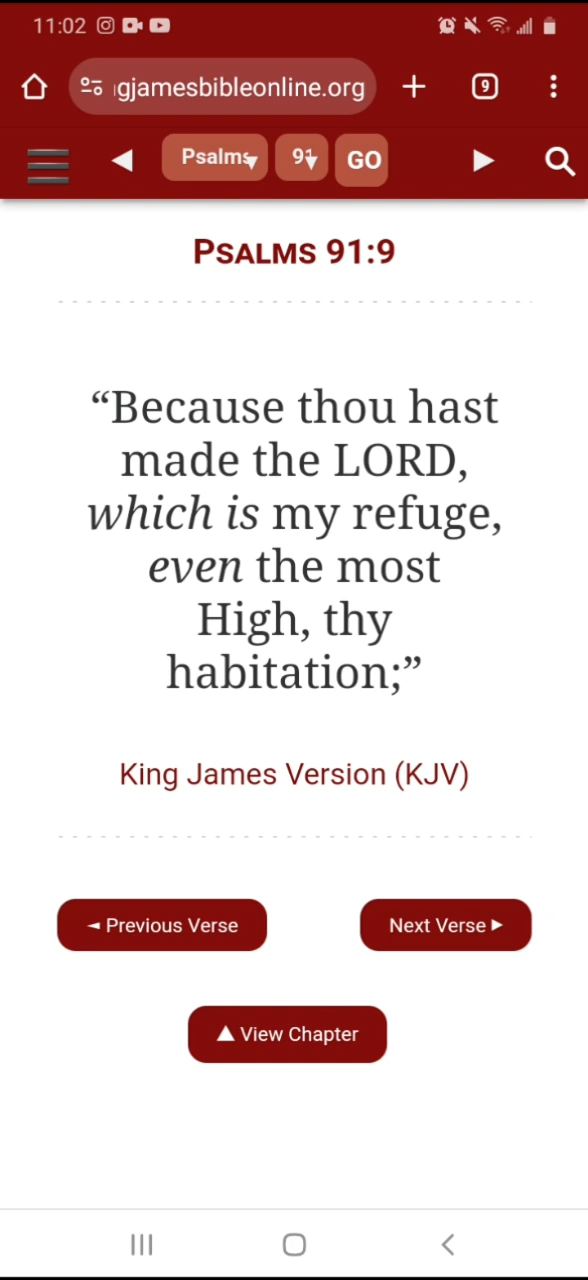 11:02
gjamesbibleonline.org
9
Psalms
91
GO
PSALMS 91:9
“Because thou hast
made the LORD,
which is my refuge,
even the most
High, thy
habitation;”
King James Version (KJV)
◄ Previous Verse
Next Verse ►
▲ View Chapter